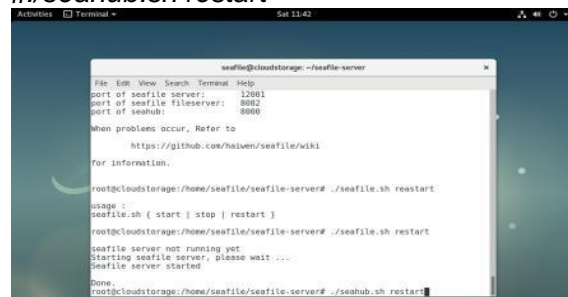 #./seahub.sh restart
Activities Terminal Sat 11:42
seafile@cloudstorage: ~/seafile-server
File Edit View Search Terminal Help
port of seafile server: 12001
port of seafile fileserver: 8082
port of seahub: 8000
When problems occur, Refer to
https://github.com/haiwen/seafile/wiki
for information.
root@cloudstorage:/home/seafile/seafile-server# ./seafile.sh reastart
usage :
seafile.sh { start | stop | restart }
root@cloudstorage:/home/seafile/seafile-server# ./seafile.sh restart
seafile server not running yet
Starting seafile server, please wait ...
Seafile server started
Done.
root@cloudstorage:/home/seafile/seafile-server# ./seahub.sh restart